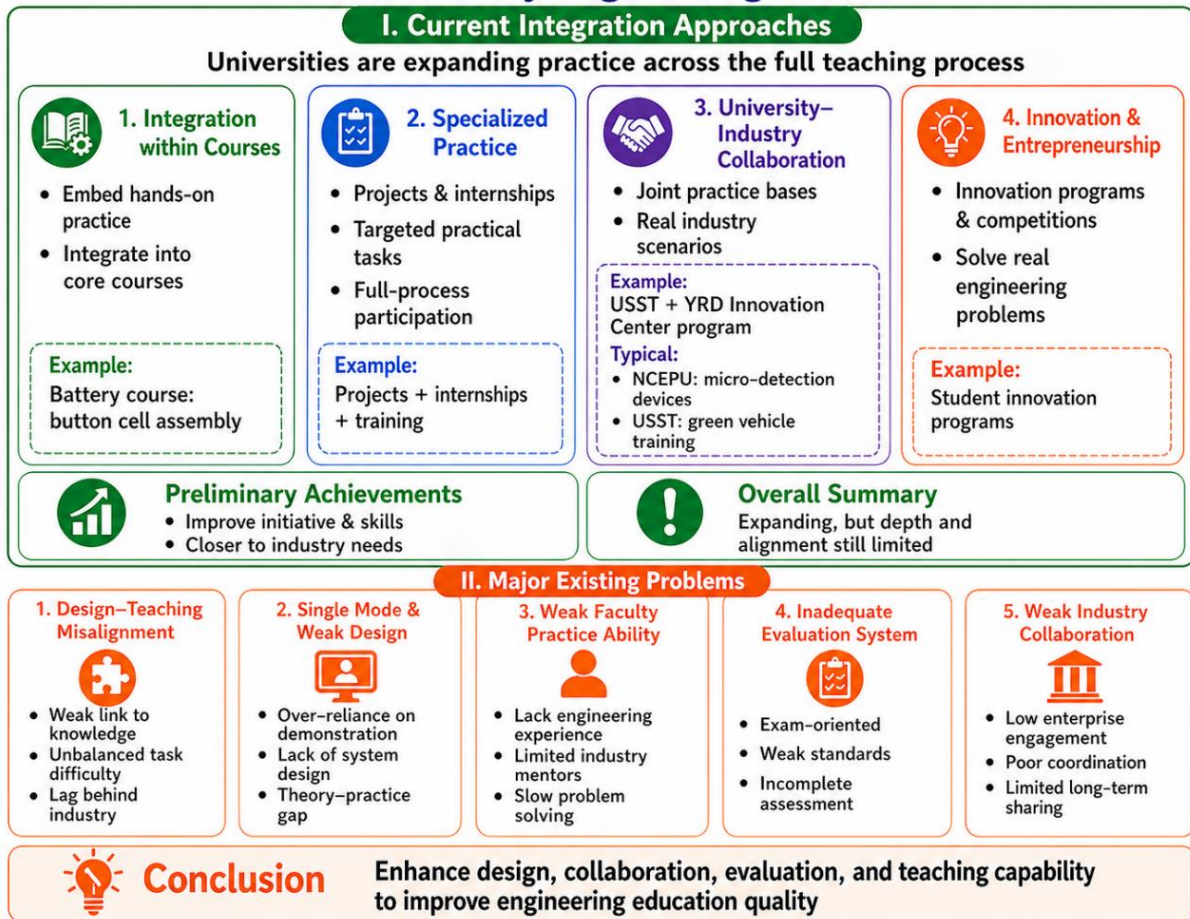 I. Current Integration Approaches
Universities are expanding practice across the full teaching process
1. Integration
within Courses
• Embed hands-on
practice
• Integrate into
core courses
Example:
Battery course:
button cell assembly
2. Specialized
Practice
• Projects & internships
• Targeted practical
tasks
• Full-process
participation
Example:
Projects + internships
+ training
3. University–
Industry
Collaboration
• Joint practice bases
• Real industry
scenarios
Example:
USST + YRD Innovation
Center program
Typical:
• NCEPU: micro-detection
devices
• USST: green vehicle
training
4. Innovation &
Entrepreneurship
• Innovation programs
& competitions
• Solve real
engineering
problems
Example:
Student innovation
programs
Preliminary Achievements
• Improve initiative & skills
• Closer to industry needs
Overall Summary
Expanding, but depth and
alignment still limited
II. Major Existing Problems
1. Design–Teaching
Misalignment
• Weak link to
knowledge
• Unbalanced task
difficulty
• Lag behind
industry
2. Single Mode &
Weak Design
• Over-reliance on
demonstration
• Lack of system
design
• Theory–practice
gap
3. Weak Faculty
Practice Ability
• Lack engineering
experience
• Limited industry
mentors
• Slow problem
solving
4. Inadequate
Evaluation System
• Exam-oriented
• Weak standards
• Incomplete
assessment
5. Weak Industry
Collaboration
• Low enterprise
engagement
• Poor coordination
• Limited long-term
sharing
Conclusion
Enhance design, collaboration, evaluation, and teaching capability
to improve engineering education quality